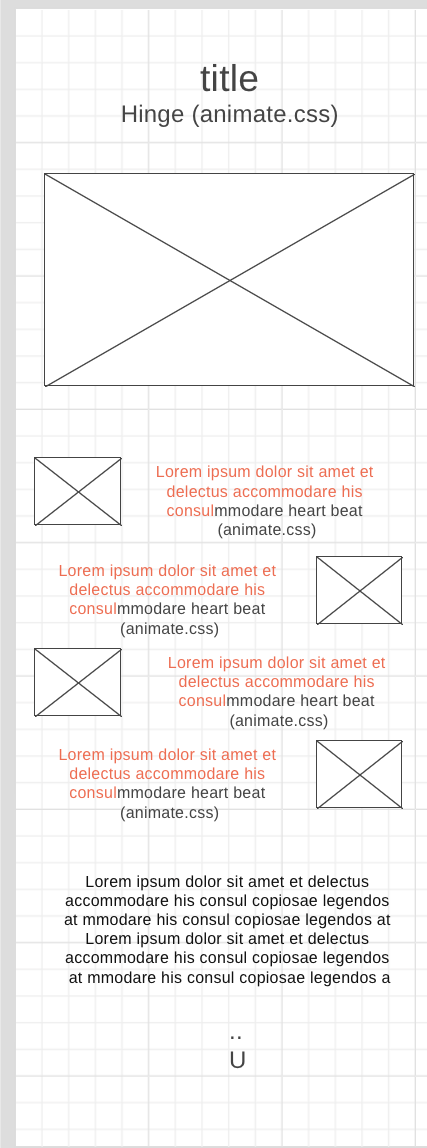 title
Hinge (animate.css)
Lorem ipsum dolor sit amet et
delectus accommodare his
consulmmodare heart beat
(animate.css)
Lorem ipsum dolor sit amet et
delectus accommodare his
consulmmodare heart beat
(animate.css)
Lorem ipsum dolor sit amet et
delectus accommodare his
consulmmodare heart beat
(animate.css)
Lorem ipsum dolor sit amet et
delectus accommodare his
consulmmodare heart beat
(animate.css)
Lorem ipsum dolor sit amet et delectus
accommodare his consul copiosae legendos
at mmodare his consul copiosae legendos at
Lorem ipsum dolor sit amet et delectus
accommodare his consul copiosae legendos
at mmodare his consul copiosae legendos a
..
U